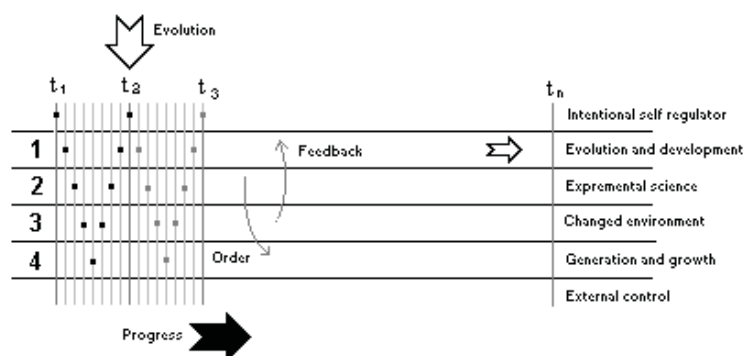 Evolution
t1 t2 t3 tn
Intentional self regulator
1 Feedback Evolution and development
2 Expremental science
3 Changed environment
4 Order Generation and growth
External control
Progress